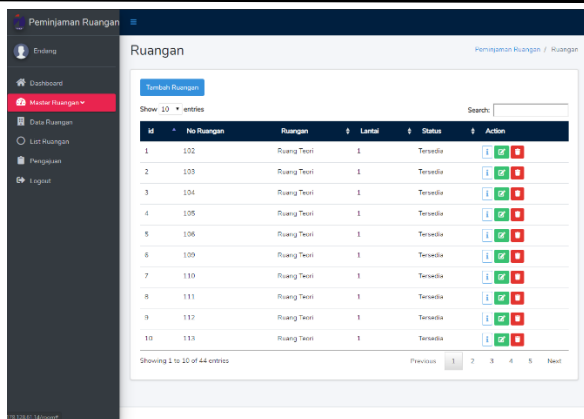 Peminjaman Ruangan
Endang
Dashboard
Master Ruangan
Data Ruangan
List Ruangan
Pengajuan
Logout
Ruangan
Peminjaman Ruangan / Ruangan
Tambah Ruangan
Show 10 entries
Search:
id No Ruangan Ruangan Lantai Status Action
1 102 Ruang Teori 1 Tersedia
2 103 Ruang Teori 1 Tersedia
3 104 Ruang Teori 1 Tersedia
4 105 Ruang Teori 1 Tersedia
5 106 Ruang Teori 1 Tersedia
6 109 Ruang Teori 1 Tersedia
7 110 Ruang Teori 1 Tersedia
8 111 Ruang Teori 1 Tersedia
9 112 Ruang Teori 1 Tersedia
10 113 Ruang Teori 1 Tersedia
Showing 1 to 10 of 44 entries
Previous 1 2 3 4 5 Next